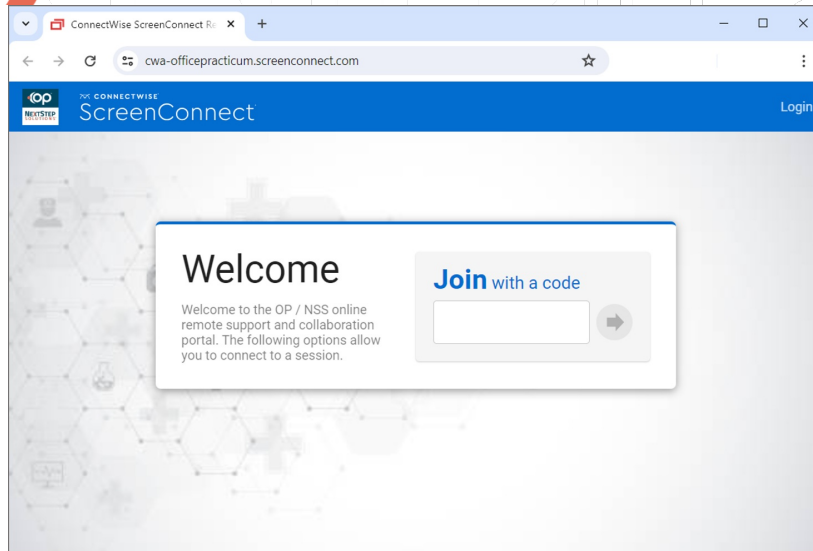 ConnectWise ScreenConnect Re
cwa-officepracticum.screenconnect.com
OP
NEXTSTEP
SOLUTIONS
CONNECTWISE
ScreenConnect
Login
Welcome
Welcome to the OP / NSS online
remote support and collaboration
portal. The following options allow
you to connect to a session.
Join with a code